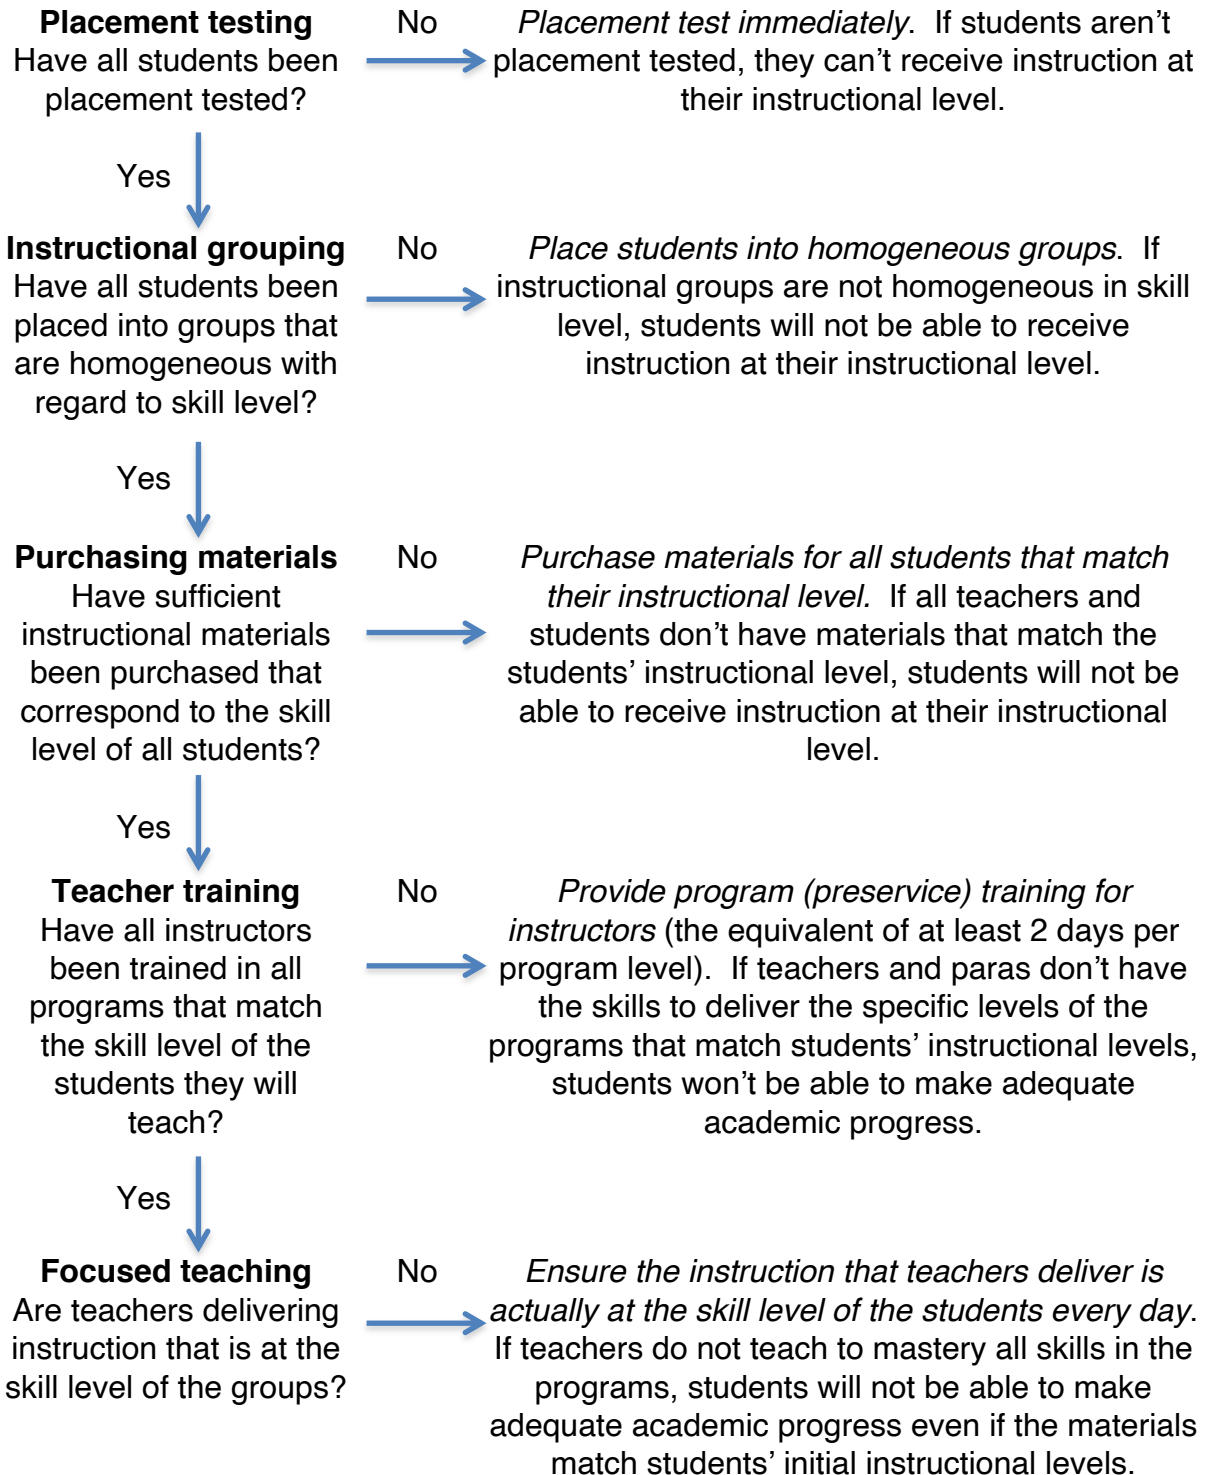 Placement testing
Have all students been
placement tested?
No
Placement test immediately.  If students aren’t
placement tested, they can’t receive instruction at
their instructional level.
Yes
Instructional grouping
Have all students been
placed into groups that
are homogeneous with
regard to skill level?
No
Place students into homogeneous groups.  If
instructional groups are not homogeneous in skill
level, students will not be able to receive
instruction at their instructional level.
Yes
Purchasing materials
Have sufficient
instructional materials
been purchased that
correspond to the skill
level of all students?
No
Purchase materials for all students that match
their instructional level.  If all teachers and
students don’t have materials that match the
students’ instructional level, students will not be
able to receive instruction at their instructional
level.
Yes
Teacher training
Have all instructors
been trained in all
programs that match
the skill level of the
students they will
teach?
No
Provide program (preservice) training for
instructors (the equivalent of at least 2 days per
program level).  If teachers and paras don’t have
the skills to deliver the specific levels of the
programs that match students’ instructional levels,
students won’t be able to make adequate
academic progress.
Yes
Focused teaching
Are teachers delivering
instruction that is at the
skill level of the groups?
No
Ensure the instruction that teachers deliver is
actually at the skill level of the students every day.
If teachers do not teach to mastery all skills in the
programs, students will not be able to make
adequate academic progress even if the materials
match students’ initial instructional levels.